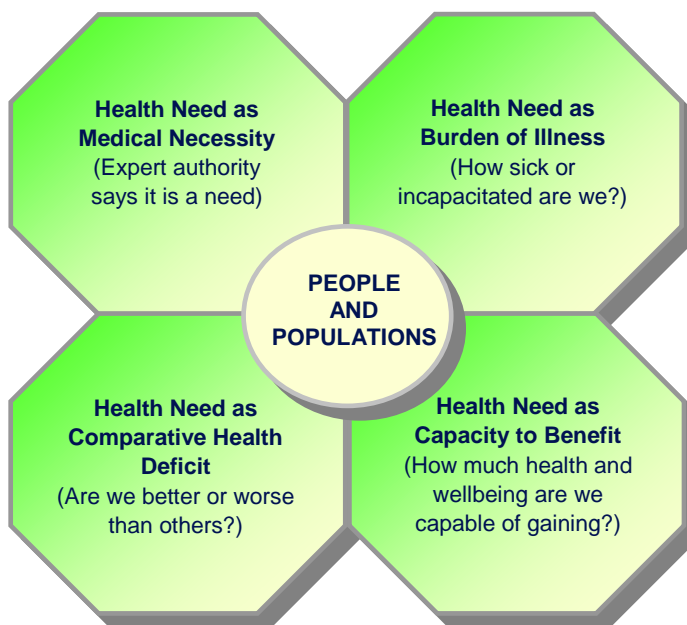 Health Need as
Medical Necessity
(Expert authority
says it is a need)
Health Need as
Burden of Illness
(How sick or
incapacitated are we?)
PEOPLE
AND
POPULATIONS
Health Need as
Comparative Health
Deficit
(Are we better or worse
than others?)
Health Need as
Capacity to Benefit
(How much health and
wellbeing are we
capable of gaining?)